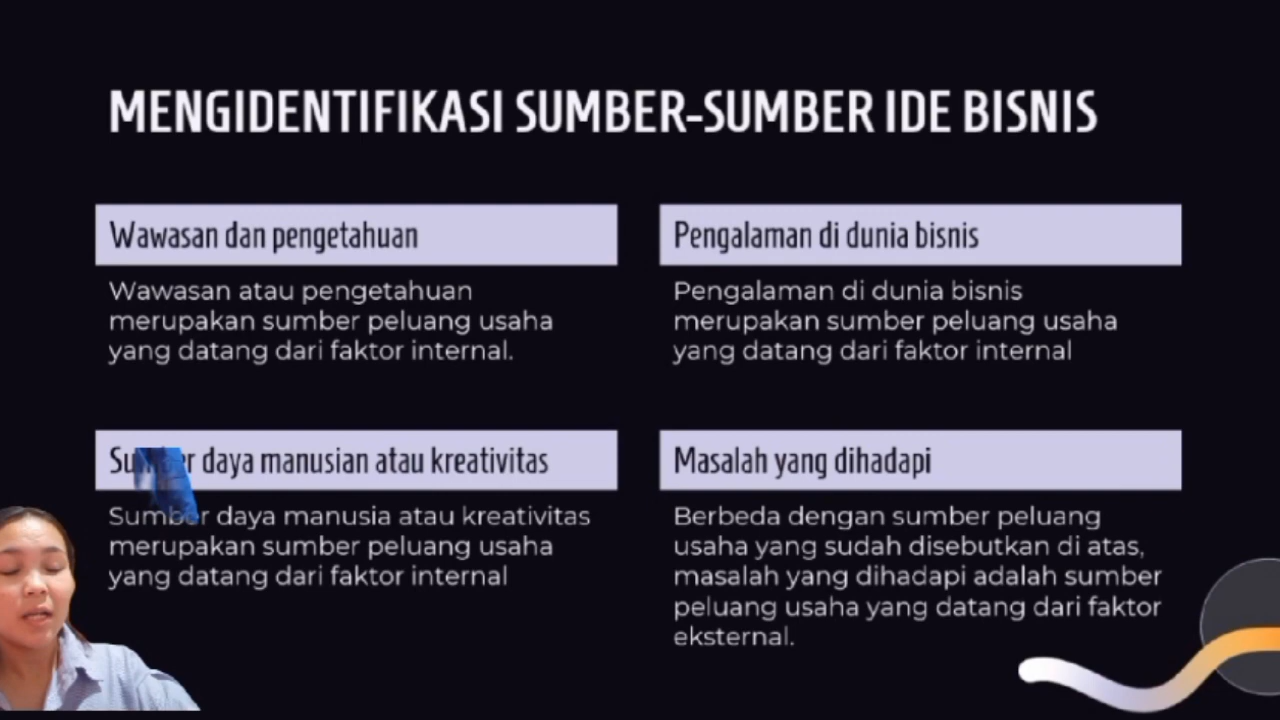 MENGIDENTIFIKASI SUMBER-SUMBER IDE BISNIS
Wawasan dan pengetahuan
Wawasan atau pengetahuan
merupakan sumber peluang usaha
yang datang dari faktor internal.
Pengalaman di dunia bisnis
Pengalaman di dunia bisnis
merupakan sumber peluang usaha
yang datang dari faktor internal
Sumber daya manusian atau kreativitas
Sumber daya manusia atau kreativitas
merupakan sumber peluang usaha
yang datang dari faktor internal
Masalah yang dihadapi
Berbeda dengan sumber peluang
usaha yang sudah disebutkan di atas,
masalah yang dihadapi adalah sumber
peluang usaha yang datang dari faktor
eksternal.